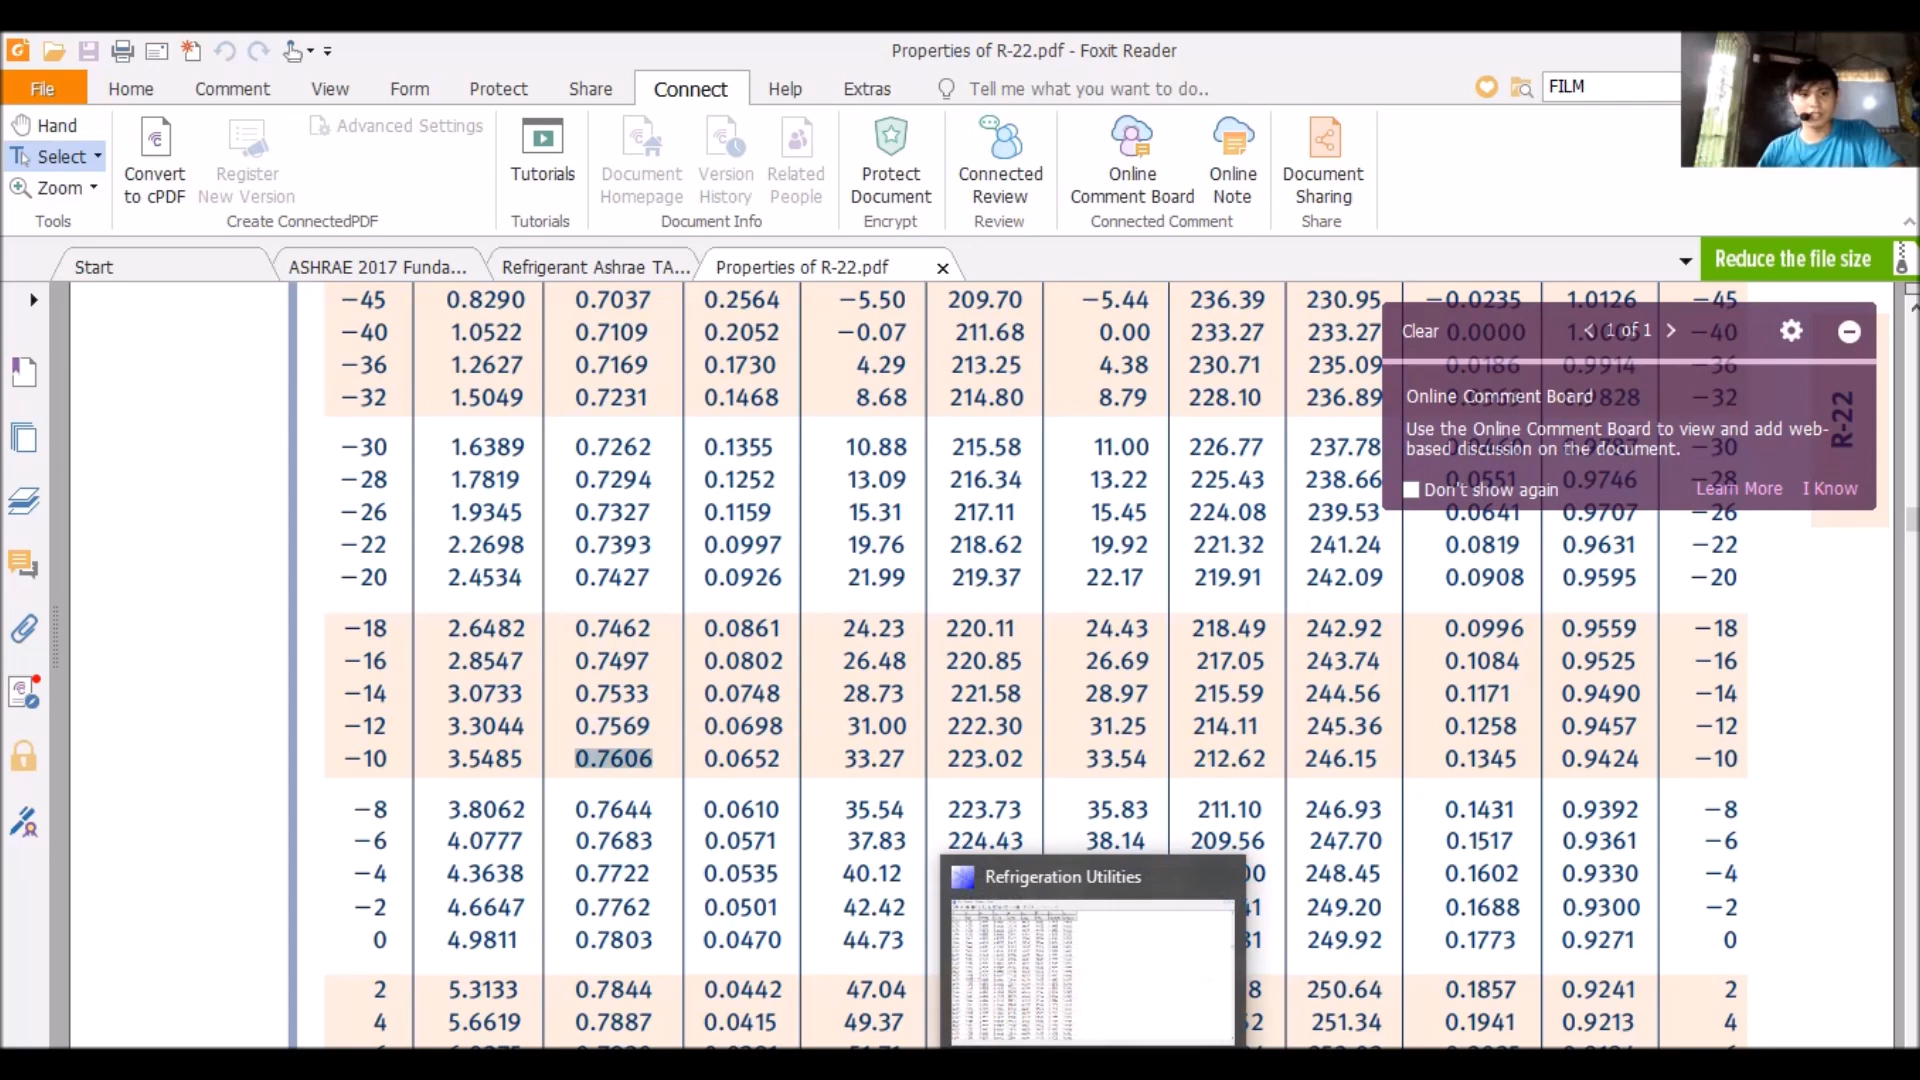 Properties of R-22.pdf - Foxit Reader
File Home Comment View Form Protect Share Connect Help Extras Tell me what you want to do.. FILM
Hand
Select
Zoom
Tools
Convert to cPDF
Register New Version
Advanced Settings
Create ConnectedPDF
Tutorials
Tutorials
Document Homepage
Version History
Related People
Document Info
Protect Document
Encrypt
Connected Review
Review
Online Comment Board
Online Note
Connected Comment
Document Sharing
Share
Start ASHRAE 2017 Funda... Refrigerant Ashrae TA... Properties of R-22.pdf Reduce the file size
−45 0.8290 0.7037 0.2564 −5.50 209.70 −5.44 236.39 230.95 −0.0235 1.0126 −45
−40 1.0522 0.7109 0.2052 −0.07 211.68 0.00 233.27 233.27 0.0000 −40
−36 1.2627 0.7169 0.1730 4.29 213.25 4.38 230.71 235.09 0.0186 0.9914 −36
−32 1.5049 0.7231 0.1468 8.68 214.80 8.79 228.10 236.89 −32
−30 1.6389 0.7262 0.1355 10.88 215.58 11.00 226.77 237.78 −30
−28 1.7819 0.7294 0.1252 13.09 216.34 13.22 225.43 238.66 0.0551 0.9746 −28
−26 1.9345 0.7327 0.1159 15.31 217.11 15.45 224.08 239.53 0.0641 0.9707 −26
−22 2.2698 0.7393 0.0997 19.76 218.62 19.92 221.32 241.24 0.0819 0.9631 −22
−20 2.4534 0.7427 0.0926 21.99 219.37 22.17 219.91 242.09 0.0908 0.9595 −20
−18 2.6482 0.7462 0.0861 24.23 220.11 24.43 218.49 242.92 0.0996 0.9559 −18
−16 2.8547 0.7497 0.0802 26.48 220.85 26.69 217.05 243.74 0.1084 0.9525 −16
−14 3.0733 0.7533 0.0748 28.73 221.58 28.97 215.59 244.56 0.1171 0.9490 −14
−12 3.3044 0.7569 0.0698 31.00 222.30 31.25 214.11 245.36 0.1258 0.9457 −12
−10 3.5485 0.7606 0.0652 33.27 223.02 33.54 212.62 246.15 0.1345 0.9424 −10
−8 3.8062 0.7644 0.0610 35.54 223.73 35.83 211.10 246.93 0.1431 0.9392 −8
−6 4.0777 0.7683 0.0571 37.83 224.43 38.14 209.56 247.70 0.1517 0.9361 −6
−4 4.3638 0.7722 0.0535 40.12 248.45 0.1602 0.9330 −4
−2 4.6647 0.7762 0.0501 42.42 249.20 0.1688 0.9300 −2
0 4.9811 0.7803 0.0470 44.73 249.92 0.1773 0.9271 0
2 5.3133 0.7844 0.0442 47.04 250.64 0.1857 0.9241 2
4 5.6619 0.7887 0.0415 49.37 251.34 0.1941 0.9213 4
Clear 1 of 1
Online Comment Board
Use the Online Comment Board to view and add web-
based discussion on the document.
Don't show again Learn More I Know
R-22
Refrigeration Utilities